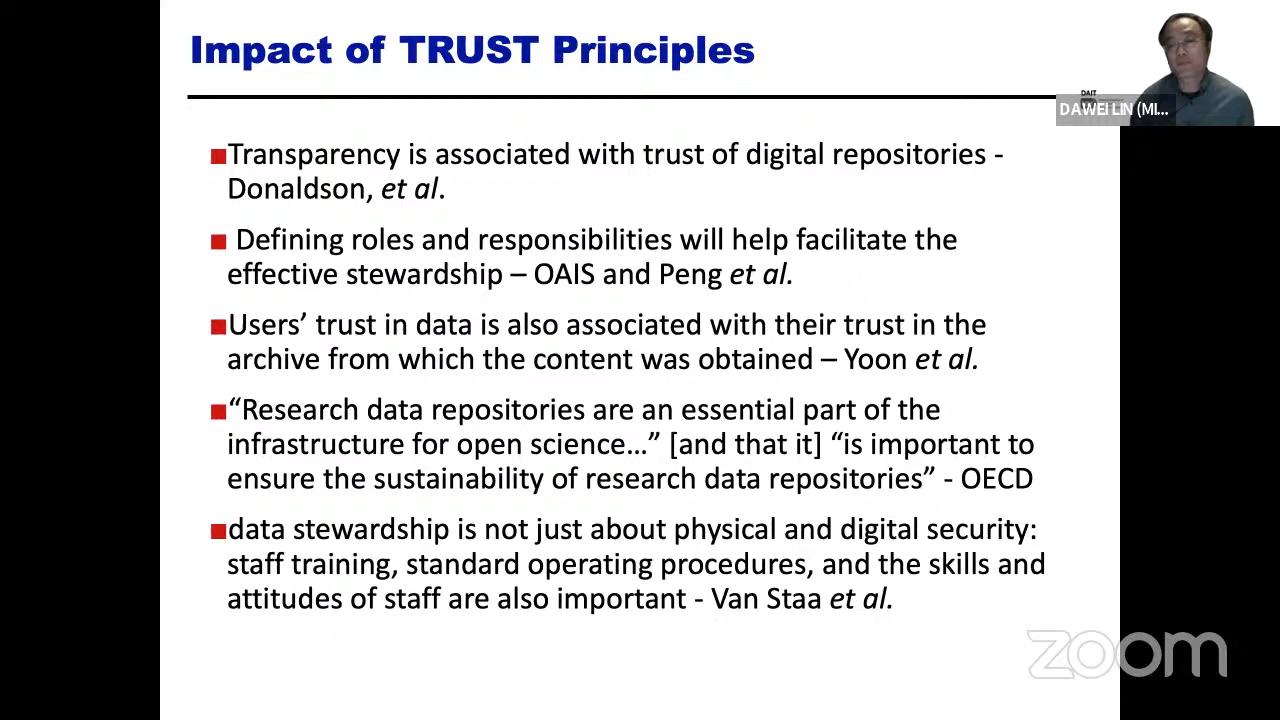 Impact of TRUST Principles
DAIT
DAWEI LIN (MI...
■Transparency is associated with trust of digital repositories -
Donaldson, et al.
■ Defining roles and responsibilities will help facilitate the
effective stewardship – OAIS and Peng et al.
■Users’ trust in data is also associated with their trust in the
archive from which the content was obtained – Yoon et al.
■“Research data repositories are an essential part of the
infrastructure for open science…” [and that it] “is important to
ensure the sustainability of research data repositories” - OECD
■data stewardship is not just about physical and digital security:
staff training, standard operating procedures, and the skills and
attitudes of staff are also important - Van Staa et al.
zoom